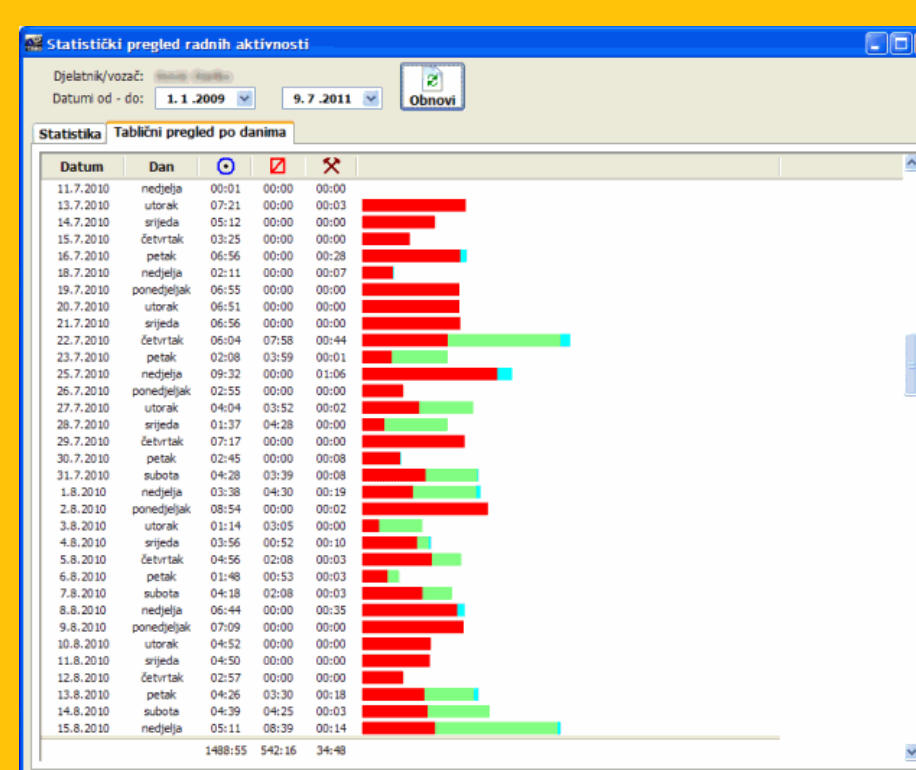 Statistički pregled radnih aktivnosti
Djelatnik/vozač:
Datumi od - do: 1. 1 .2009 9. 7 .2011 Obnovi
Statistika Tablični pregled po danima
Datum Dan
11.7.2010 nedjelja 00:01 00:00 00:00
13.7.2010 utorak 07:21 00:00 00:03
14.7.2010 srijeda 05:12 00:00 00:00
15.7.2010 četvrtak 03:25 00:00 00:00
16.7.2010 petak 06:56 00:00 00:28
18.7.2010 nedjelja 02:11 00:00 00:07
19.7.2010 ponedjeljak 06:55 00:00 00:00
20.7.2010 utorak 06:51 00:00 00:00
21.7.2010 srijeda 06:56 00:00 00:00
22.7.2010 četvrtak 06:04 07:58 00:44
23.7.2010 petak 02:08 03:59 00:01
25.7.2010 nedjelja 09:32 00:00 01:06
26.7.2010 ponedjeljak 02:55 00:00 00:00
27.7.2010 utorak 04:04 03:52 00:02
28.7.2010 srijeda 01:37 04:28 00:00
29.7.2010 četvrtak 07:17 00:00 00:00
30.7.2010 petak 02:45 00:00 00:08
31.7.2010 subota 04:28 03:39 00:08
1.8.2010 nedjelja 03:38 04:30 00:19
2.8.2010 ponedjeljak 08:54 00:00 00:02
3.8.2010 utorak 01:14 03:05 00:00
4.8.2010 srijeda 03:56 00:52 00:10
5.8.2010 četvrtak 04:56 02:08 00:03
6.8.2010 petak 01:48 00:53 00:03
7.8.2010 subota 04:18 02:08 00:03
8.8.2010 nedjelja 06:44 00:00 00:35
9.8.2010 ponedjeljak 07:09 00:00 00:00
10.8.2010 utorak 04:52 00:00 00:00
11.8.2010 srijeda 04:50 00:00 00:00
12.8.2010 četvrtak 02:57 00:00 00:00
13.8.2010 petak 04:26 03:30 00:18
14.8.2010 subota 04:39 04:25 00:03
15.8.2010 nedjelja 05:11 08:39 00:14
1488:55 542:16 34:48